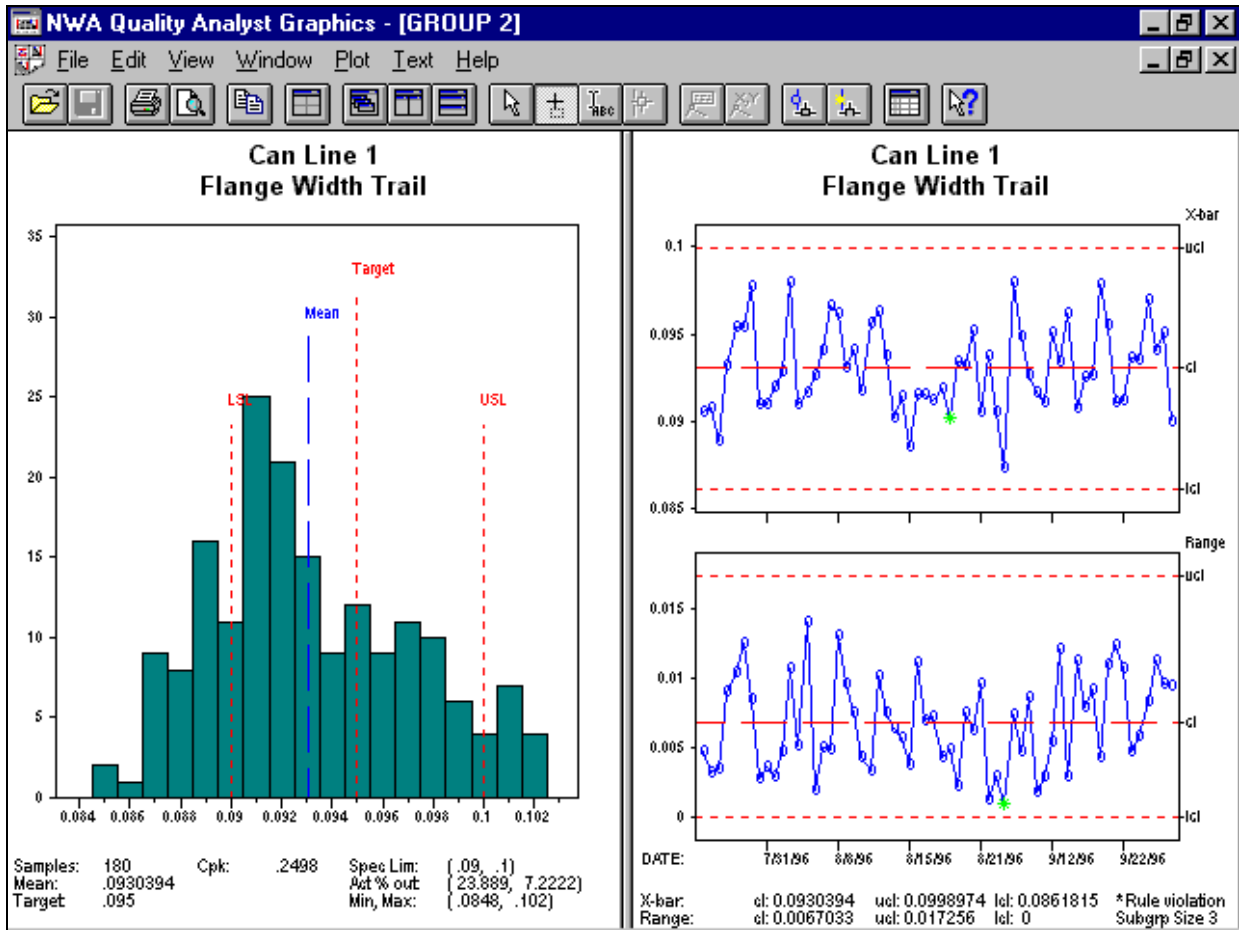 NWA Quality Analyst Graphics - [GROUP 2]
File Edit View Window Plot Text Help
ABC
X-Y
?
Can Line 1
Flange Width Trail
35
30
25
20
15
10
5
0
Target
Mean
LSL
USL
0.084 0.086 0.088 0.09 0.092 0.094 0.096 0.098 0.1 0.102
Samples: 180 Cpk: .2498 Spec Lim: ( .09, .1)
Mean: .0930394 Act % out: ( 23.889, 7.2222)
Target: .095 Min, Max: ( .0848, .102)
Can Line 1
Flange Width Trail
X-bar
0.1
0.095
0.09
0.085
ucl
cl
lcl
Range
0.015
0.01
0.005
0
ucl
cl
lcl
DATE: 7/31/96 8/8/96 8/15/96 8/21/96 9/12/96 9/22/96
X-bar: cl: 0.0930394 ucl: 0.0998974 lcl: 0.0861815 *Rule violation
Range: cl: 0.0067033 ucl: 0.017256 lcl: 0 Subgrp Size 3